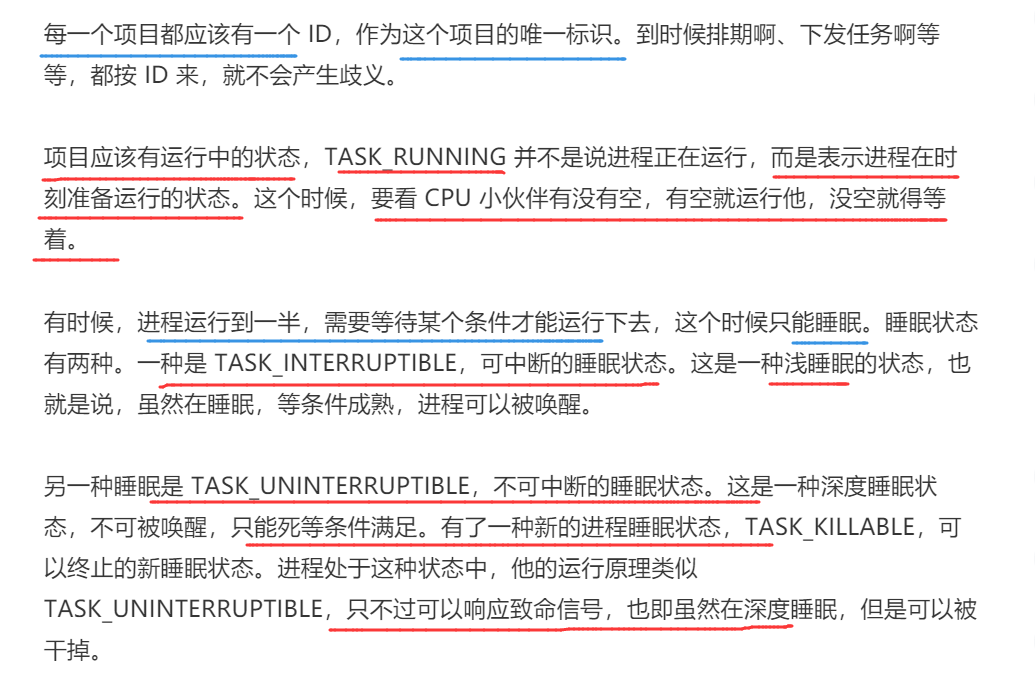 每一个项目都应该有一个 ID，作为这个项目的唯一标识。到时候排期啊、下发任务啊等
等，都按 ID 来，就不会产生歧义。
项目应该有运行中的状态，TASK_RUNNING 并不是说进程正在运行，而是表示进程在时
刻准备运行的状态。这个时候，要看 CPU 小伙伴有没有空，有空就运行他，没空就得等
着。
有时候，进程运行到一半，需要等待某个条件才能运行下去，这个时候只能睡眠。睡眠状态
有两种。一种是 TASK_INTERRUPTIBLE，可中断的睡眠状态。这是一种浅睡眠的状态，也
就是说，虽然在睡眠，等条件成熟，进程可以被唤醒。
另一种睡眠是 TASK_UNINTERRUPTIBLE，不可中断的睡眠状态。这是一种深度睡眠状
态，不可被唤醒，只能死等条件满足。有了一种新的进程睡眠状态，TASK_KILLABLE，可
以终止的新睡眠状态。进程处于这种状态中，他的运行原理类似
TASK_UNINTERRUPTIBLE，只不过可以响应致命信号，也即虽然在深度睡眠，但是可以被
干掉。